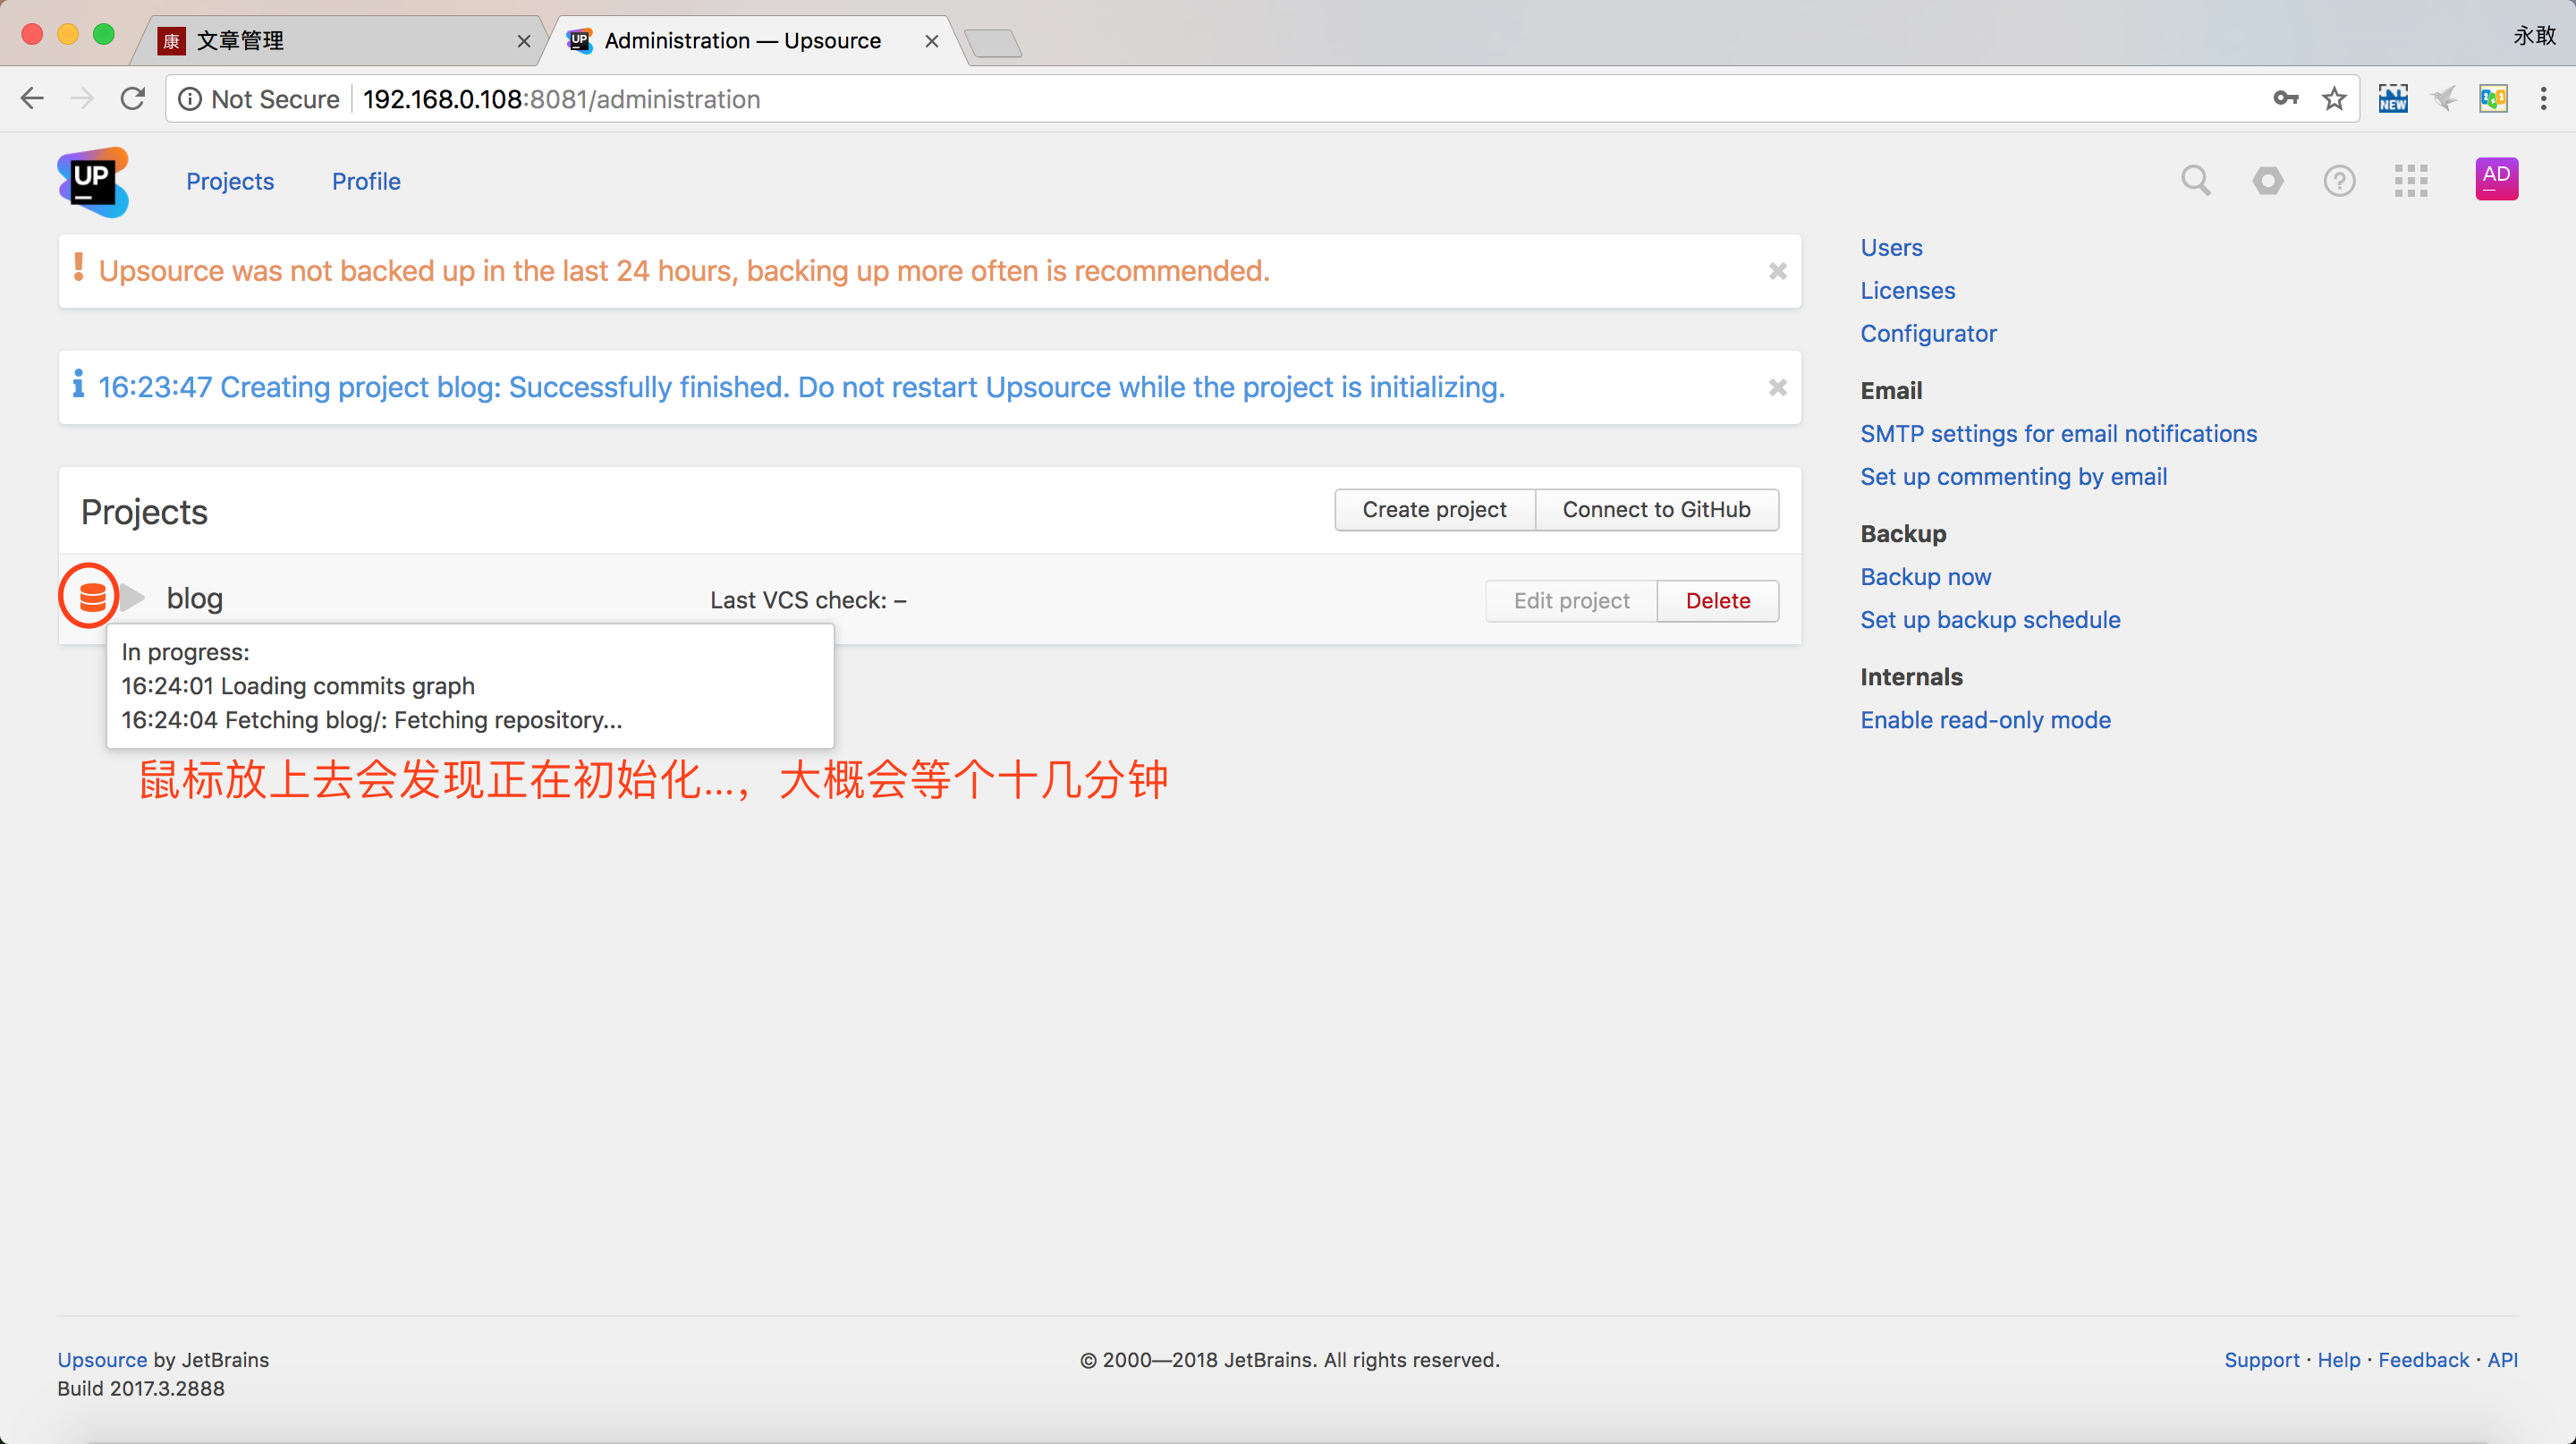 康 文章管理
UP Administration — Upsource
永敢
Not Secure 192.168.0.108:8081/administration
NEW
UP
Projects Profile
AD
Upsource was not backed up in the last 24 hours, backing up more often is recommended.
16:23:47 Creating project blog: Successfully finished. Do not restart Upsource while the project is initializing.
Projects
Create project Connect to GitHub
blog Last VCS check: – Edit project Delete
In progress:
16:24:01 Loading commits graph
16:24:04 Fetching blog/: Fetching repository...
鼠标放上去会发现正在初始化...，大概会等个十几分钟
Users
Licenses
Configurator
Email
SMTP settings for email notifications
Set up commenting by email
Backup
Backup now
Set up backup schedule
Internals
Enable read-only mode
Upsource by JetBrains
Build 2017.3.2888
© 2000—2018 JetBrains. All rights reserved.
Support · Help · Feedback · API